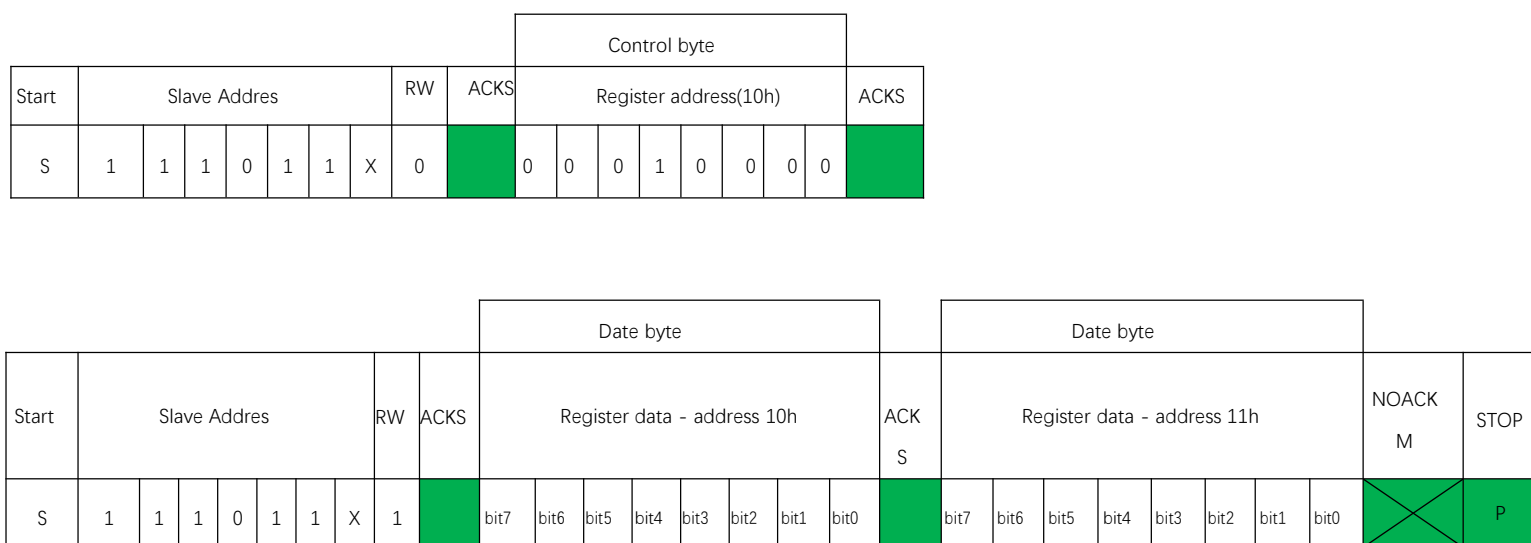 Control byte
Start Slave Addres RW ACKS Register address(10h) ACKS
S 1 1 1 0 1 1 X 0 0 0 0 1 0 0 0 0
Date byte Date byte
Start Slave Addres RW ACKS Register data - address 10h ACK S Register data - address 11h NOACK M STOP
S 1 1 1 0 1 1 X 1 bit7 bit6 bit5 bit4 bit3 bit2 bit1 bit0 bit7 bit6 bit5 bit4 bit3 bit2 bit1 bit0 P